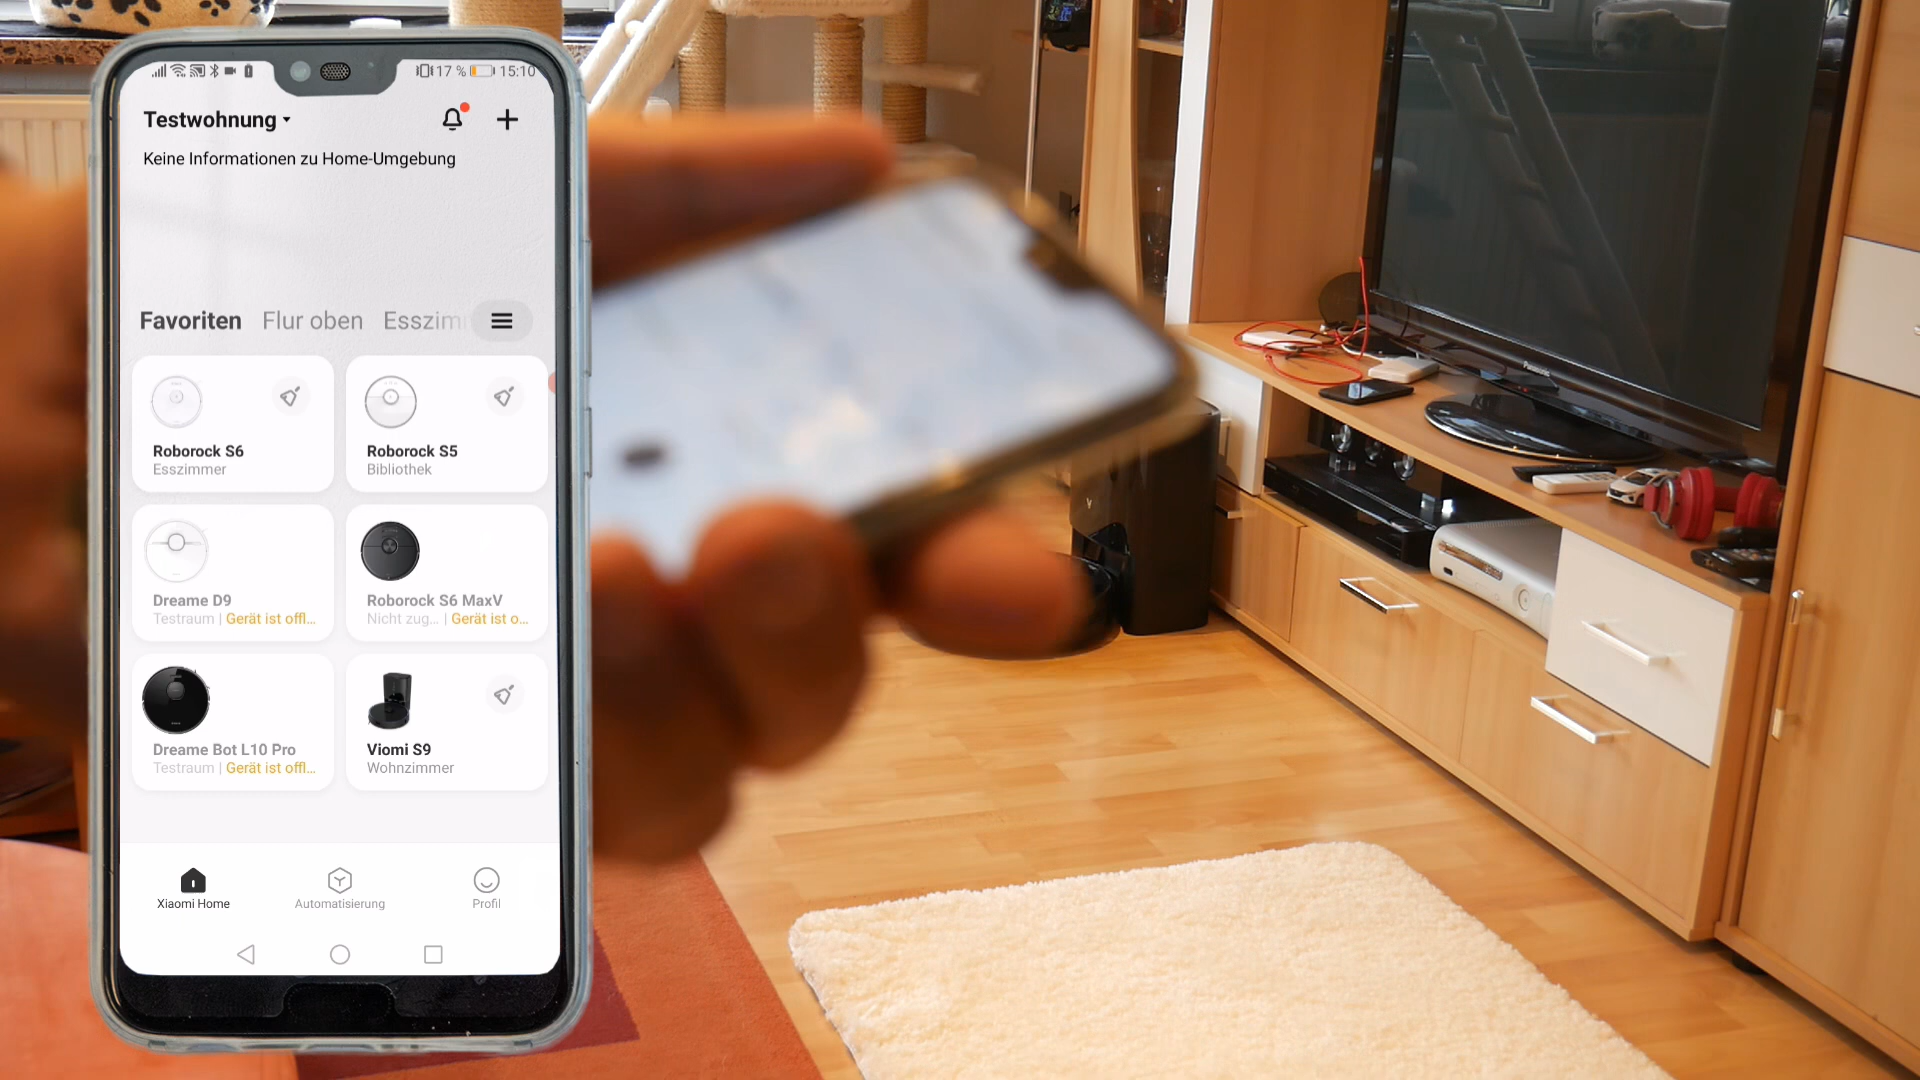 17 % 15:10
Testwohnung
Keine Informationen zu Home-Umgebung
Favoriten Flur oben Esszim
Roborock S6
Esszimmer
Roborock S5
Bibliothek
Dreame D9
Testraum | Gerät ist offl...
Roborock S6 MaxV
Nicht zug... | Gerät ist o...
Dreame Bot L10 Pro
Testraum | Gerät ist offl...
Viomi S9
Wohnzimmer
Xiaomi Home
Automatisierung
Profil
Panasonic